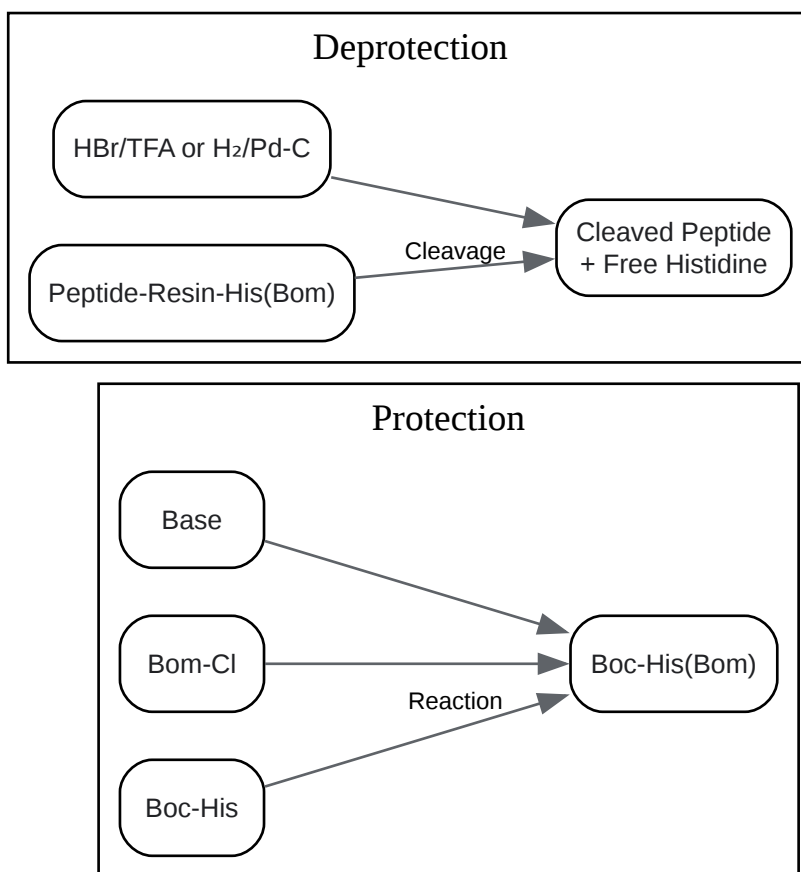 Deprotection
HBr/TFA or H₂/Pd-C
Peptide-Resin-His(Bom)
Cleavage
Cleaved Peptide
+ Free Histidine
Protection
Base
Bom-Cl
Boc-His
Reaction
Boc-His(Bom)